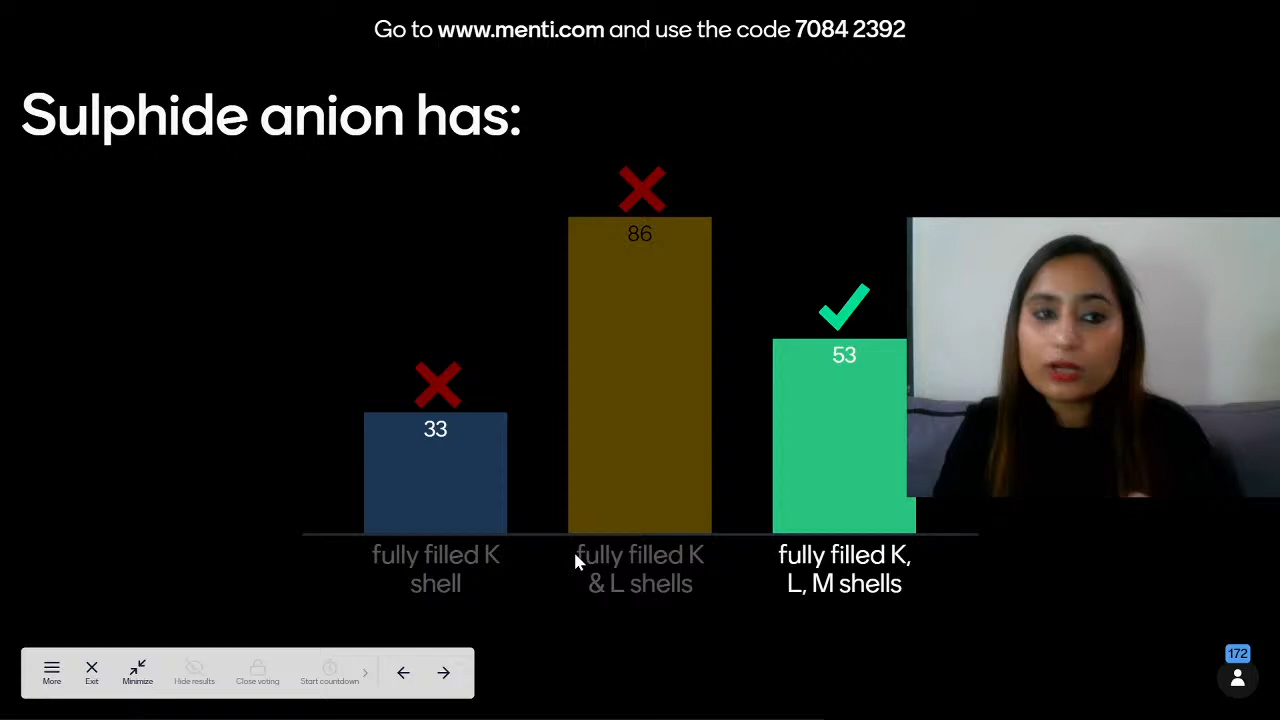 Go to www.menti.com and use the code 7084 2392
Sulphide anion has:
86
53
33
fully filled K
shell
fully filled K
& L shells
fully filled K,
L, M shells
More
Exit
Minimize
Hide results
Close voting
Start countdown
172